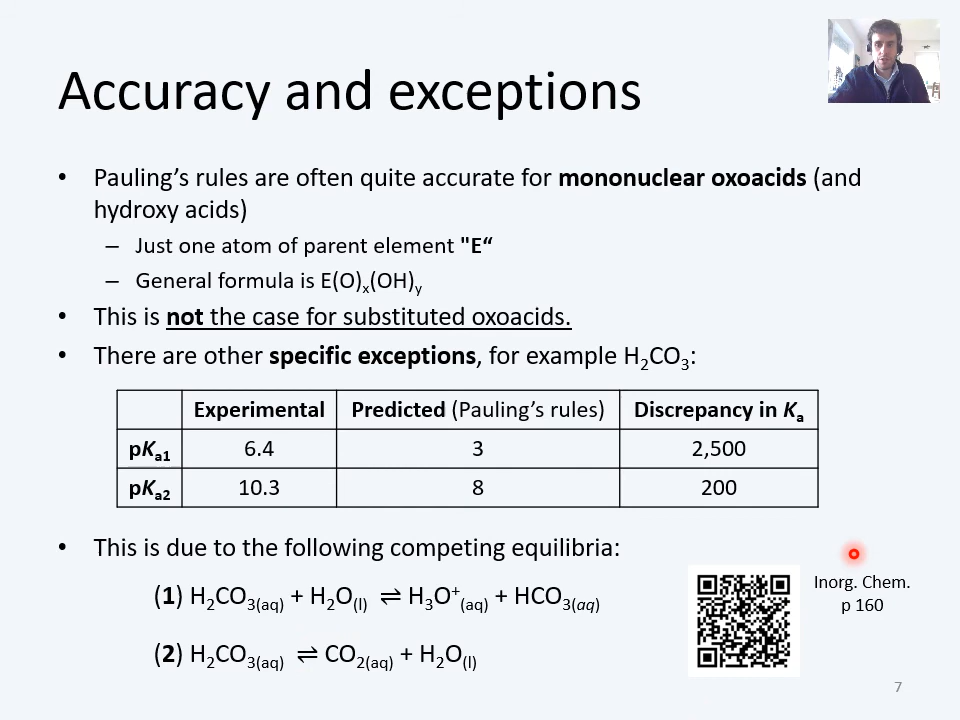 Accuracy and exceptions
• Pauling’s rules are often quite accurate for mononuclear oxoacids (and
hydroxy acids)
– Just one atom of parent element "E“
– General formula is E(O)x(OH)y
• This is not the case for substituted oxoacids.
• There are other specific exceptions, for example H2CO3:
Experimental Predicted (Pauling’s rules) Discrepancy in Ka
pKa1 6.4 3 2,500
pKa2 10.3 8 200
• This is due to the following competing equilibria:
(1) H2CO3(aq) + H2O(l) ⇌ H3O+(aq) + HCO3(aq)
(2) H2CO3(aq) ⇌ CO2(aq) + H2O(l)
Inorg. Chem.
p 160
7